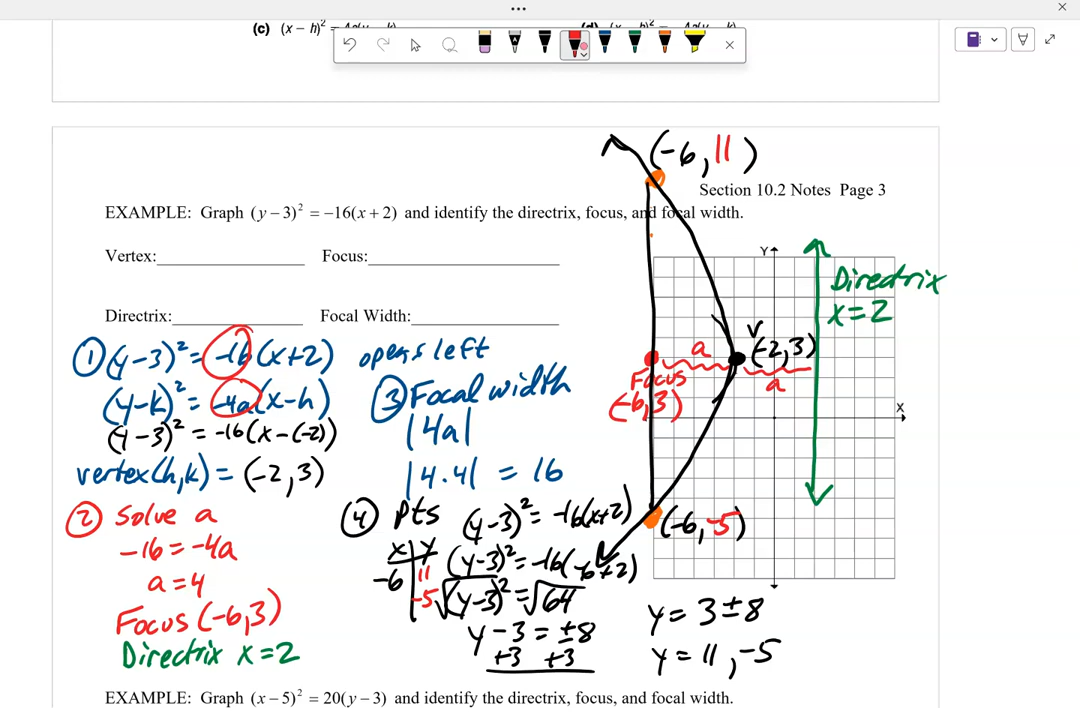 (c) (x − h)² =
Section 10.2 Notes Page 3
EXAMPLE: Graph (y − 3)² = −16(x + 2) and identify the directrix, focus, and focal width.
Vertex:_______________ Focus:____________________
Directrix:_____________ Focal Width:_______________
① (y−3)² = −16(x+2) opens left
(y−k)² = −4a(x−h)
(y−3)² = −16(x−(−2))
vertex(h,k) = (−2,3)
② Solve a
−16 = −4a
a = 4
Focus (−6,3)
Directrix x=2
③ Focal width
|4a|
|4·4| = 16
④ Pts (y−3)² = −16(x+2)
x y (y−3)² = −16(−6+2)
−6 11
−5 √(y−3)² = √64
y − 3 = ±8
+3 +3
y = 3 ± 8
y = 11, −5
(−6, 11)
Y
Directrix
x=2
V
(−2,3)
a
a
Focus
(−6,3)
X
(−6,−5)
EXAMPLE: Graph (x − 5)² = 20(y − 3) and identify the directrix, focus, and focal width.